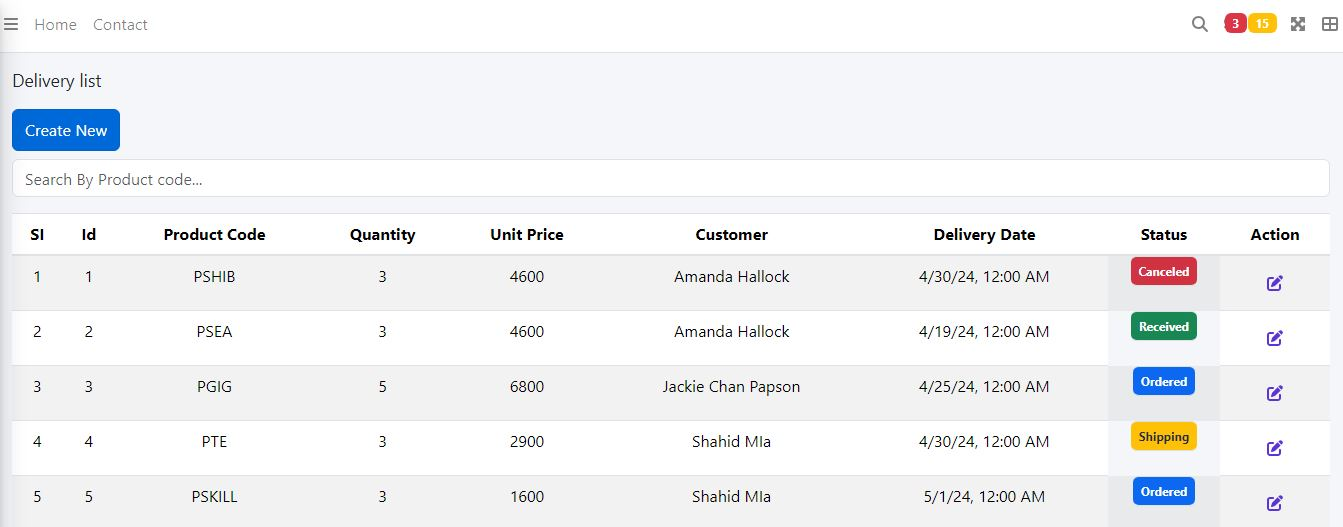 Home Contact 3 15
Delivery list
Create New
Search By Product code...
Sl Id Product Code Quantity Unit Price Customer Delivery Date Status Action
1 1 PSHIB 3 4600 Amanda Hallock 4/30/24, 12:00 AM Canceled
2 2 PSEA 3 4600 Amanda Hallock 4/19/24, 12:00 AM Received
3 3 PGIG 5 6800 Jackie Chan Papson 4/25/24, 12:00 AM Ordered
4 4 PTE 3 2900 Shahid MIa 4/30/24, 12:00 AM Shipping
5 5 PSKILL 3 1600 Shahid MIa 5/1/24, 12:00 AM Ordered